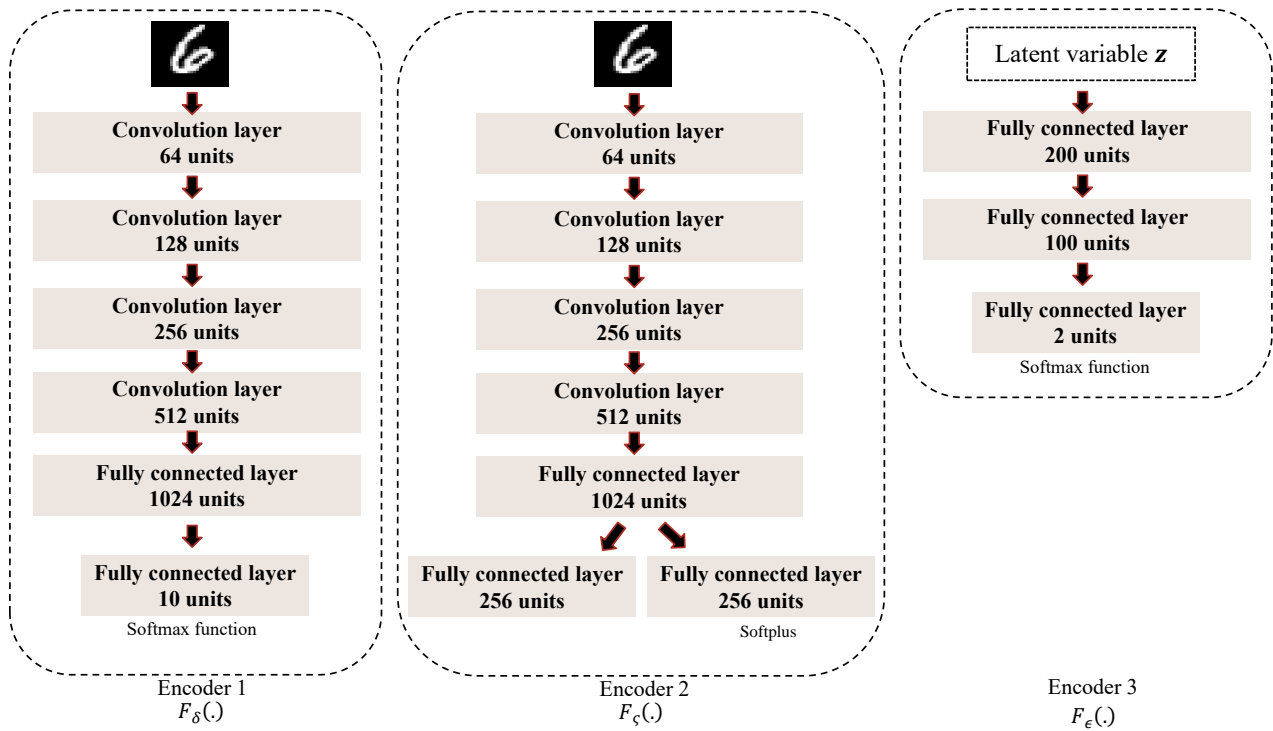 Convolution layer
64 units
Convolution layer
128 units
Convolution layer
256 units
Convolution layer
512 units
Fully connected layer
1024 units
Fully connected layer
10 units
Softmax function
Encoder 1
F_δ(.)
Convolution layer
64 units
Convolution layer
128 units
Convolution layer
256 units
Convolution layer
512 units
Fully connected layer
1024 units
Fully connected layer
256 units
Fully connected layer
256 units
Softplus
Encoder 2
F_ς(.)
Latent variable z
Fully connected layer
200 units
Fully connected layer
100 units
Fully connected layer
2 units
Softmax function
Encoder 3
F_ϵ(.)